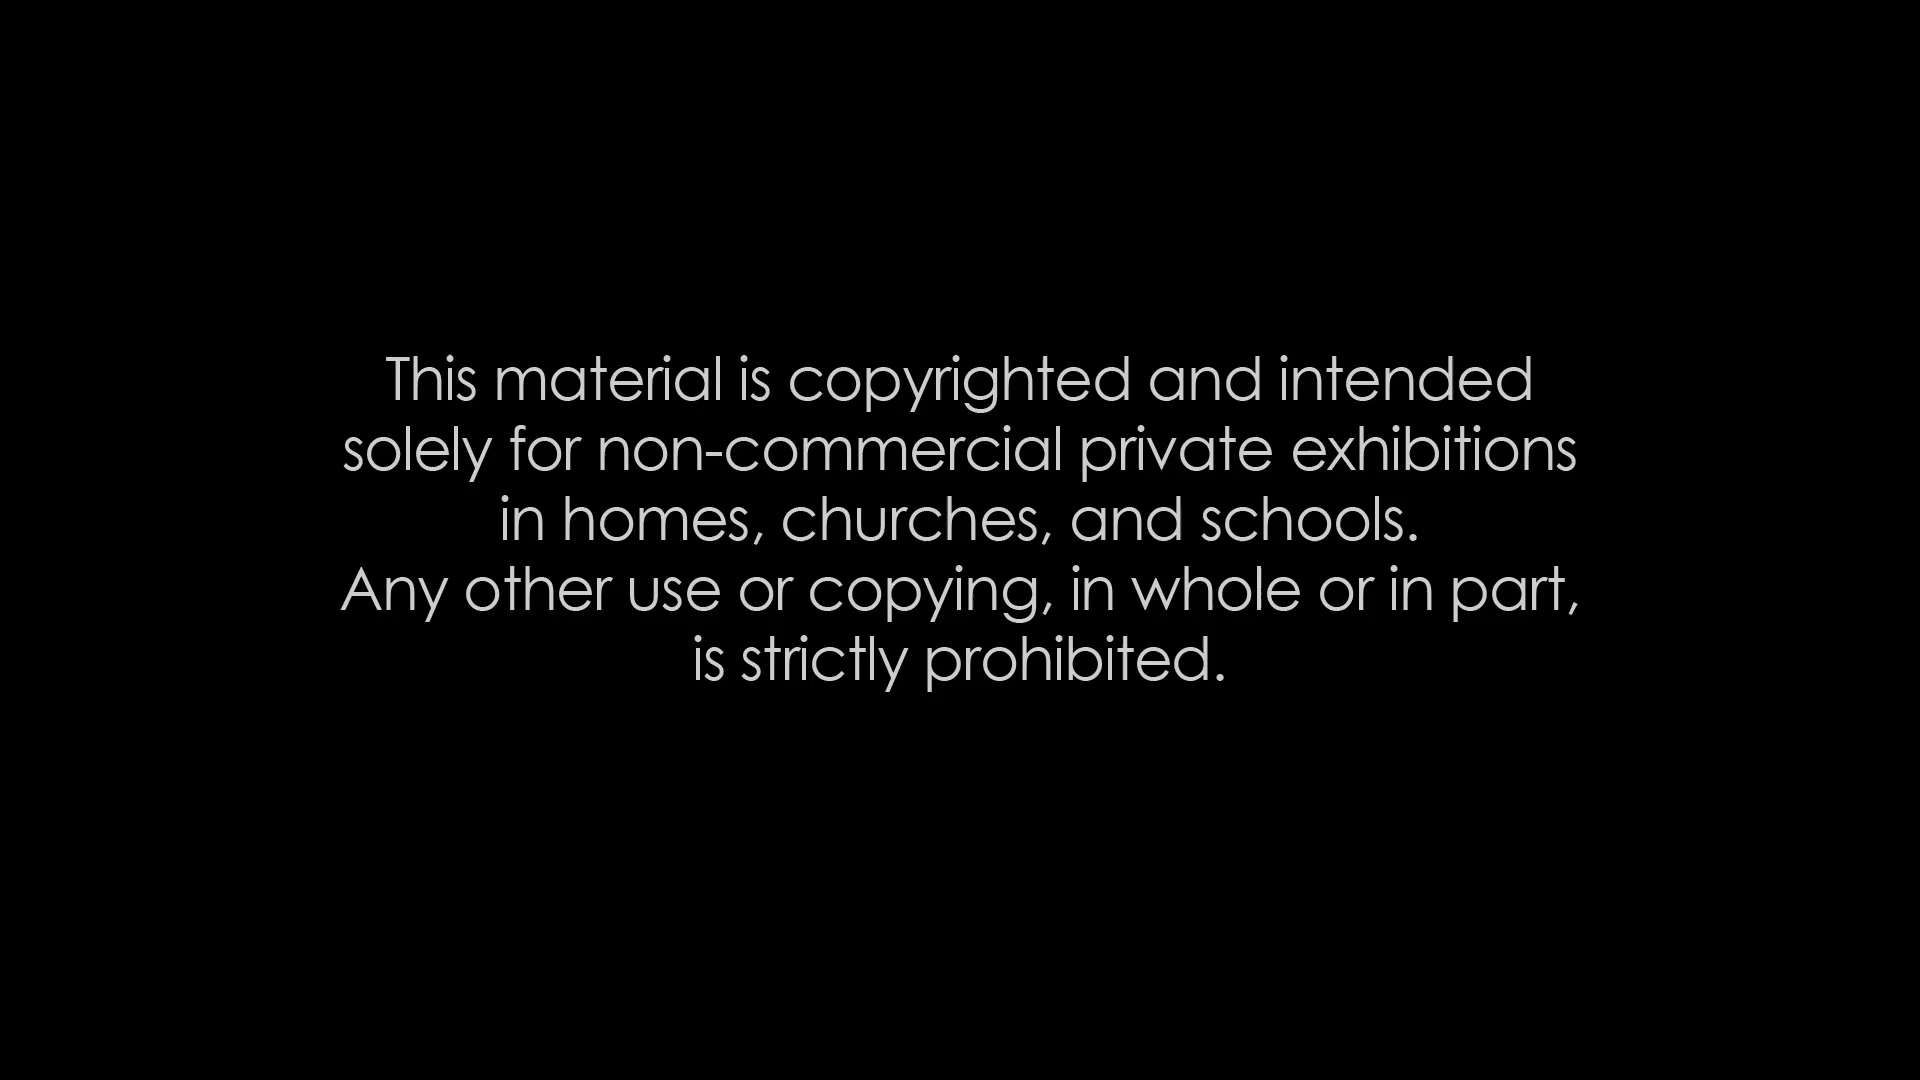 This material is copyrighted and intended
solely for non-commercial private exhibitions
in homes, churches, and schools.
Any other use or copying, in whole or in part,
is strictly prohibited.